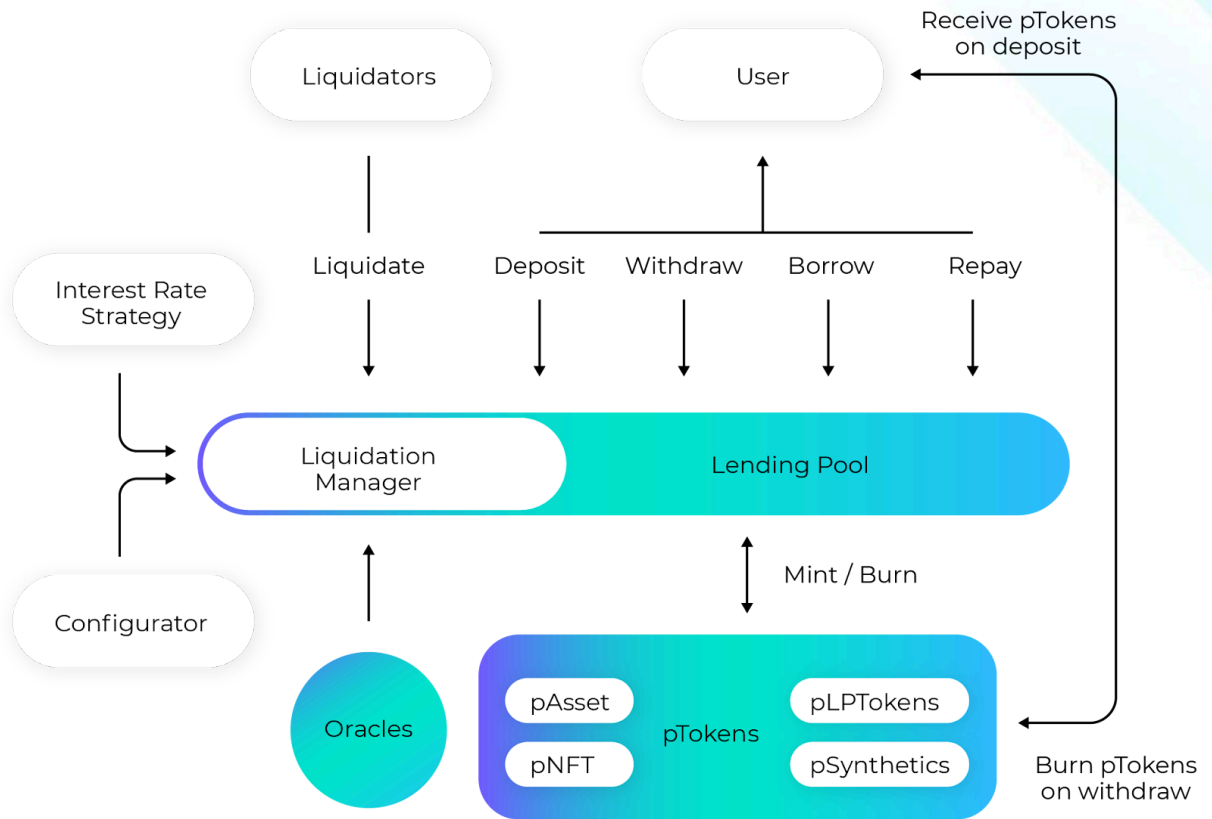 Receive pTokens
on deposit
Liquidators
User
Liquidate
Deposit
Withdraw
Borrow
Repay
Interest Rate
Strategy
Liquidation
Manager
Lending Pool
Mint / Burn
Configurator
Oracles
pAsset
pLPTokens
pTokens
pNFT
pSynthetics
Burn pTokens
on withdraw